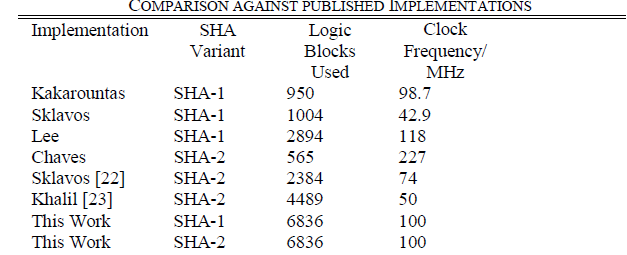 COMPARISON AGAINST PUBLISHED IMPLEMENTATIONS
Implementation SHA Logic Clock
Variant Blocks Frequency/
Used MHz
Kakarountas SHA-1 950 98.7
Sklavos SHA-1 1004 42.9
Lee SHA-1 2894 118
Chaves SHA-2 565 227
Sklavos [22] SHA-2 2384 74
Khalil [23] SHA-2 4489 50
This Work SHA-1 6836 100
This Work SHA-2 6836 100